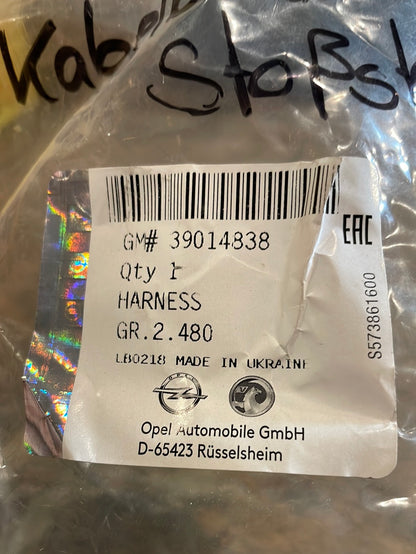 GM# 39014838
Qty 1
HARNESS
GR.2.480
LB0218 MADE IN UKRAINE
EAC
S573861600
OPEL
Opel Automobile GmbH
D-65423 Rüsselsheim